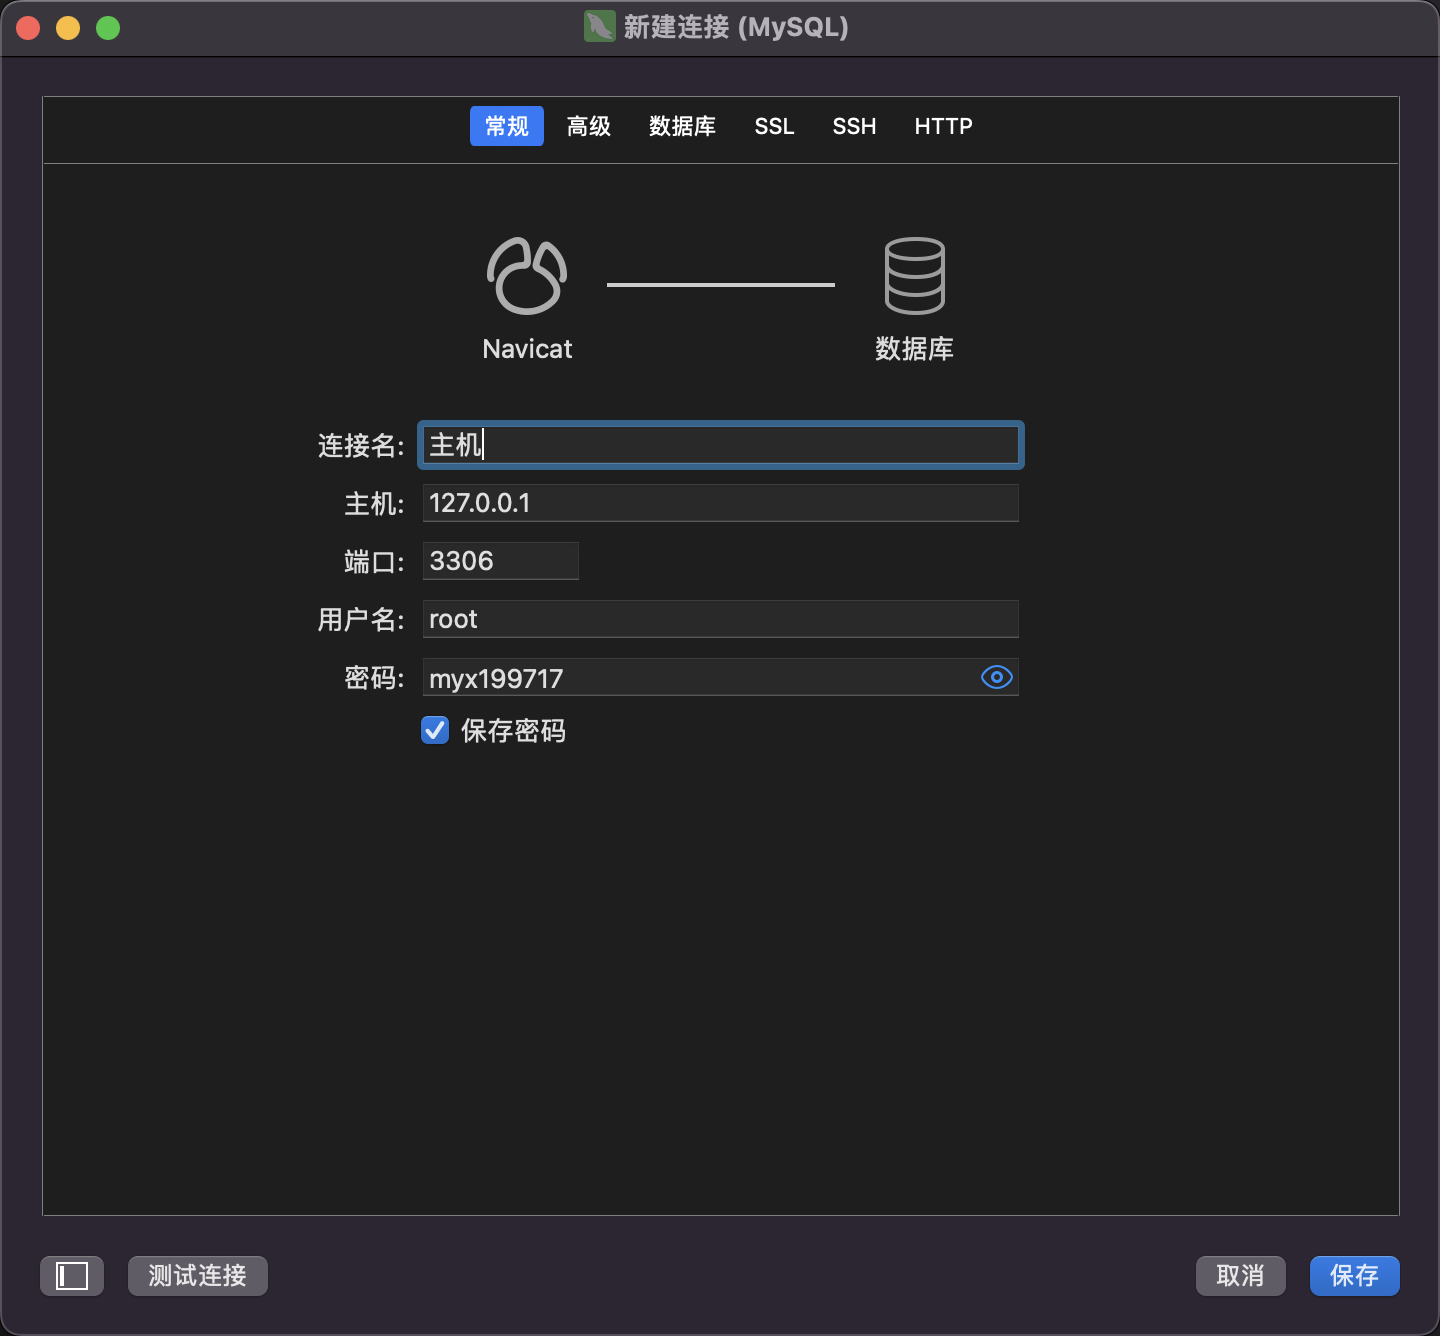 新建连接 (MySQL)
常规 高级 数据库 SSL SSH HTTP
Navicat 数据库
连接名: 主机
主机: 127.0.0.1
端口: 3306
用户名: root
密码: myx199717
保存密码
测试连接 取消 保存